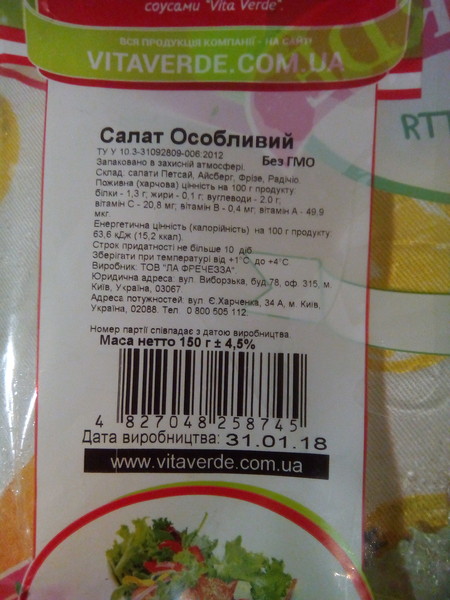 соусами "Vita Verde".
ВСЯ ПРОДУКЦІЯ КОМПАНІЇ - НА САЙТІ
VITAVERDE.COM.UA
RTT
Салат Особливий
ТУ У 10.3-31092809-006:2012
Запаковано в захисній атмосфері. Без ГМО
Склад: салати Петсай, Айсберг, Фрізе, Радічіо.
Поживна (харчова) цінність на 100 г продукту:
білки - 1,3 г; жири - 0,1 г; вуглеводи - 2,0 г;
вітамін С - 20,8 мг; вітамін В - 0,4 мг; вітамін А - 49,9
мкг.
Енергетична цінність (калорійність) на 100 г продукту:
63,6 кДж (15,2 ккал).
Строк придатності не більше 10 діб.
Зберігати при температурі від +1°С до +4°С
Виробник: ТОВ "ЛА ФРЕЧЕЗЗА".
Юридична адреса: вул. Виборзька, буд.78, оф. 315, м.
Київ, Україна, 03067
Адреса потужностей: вул. Є.Харченка, 34 А, м. Київ,
Україна, 02088. Тел. 0 800 505 112
Номер партії співпадає з датою виробництва.
Маса нетто 150 г ± 4,5%
4 827048 258745
Дата виробництва: 31.01.18
www.vitaverde.com.ua